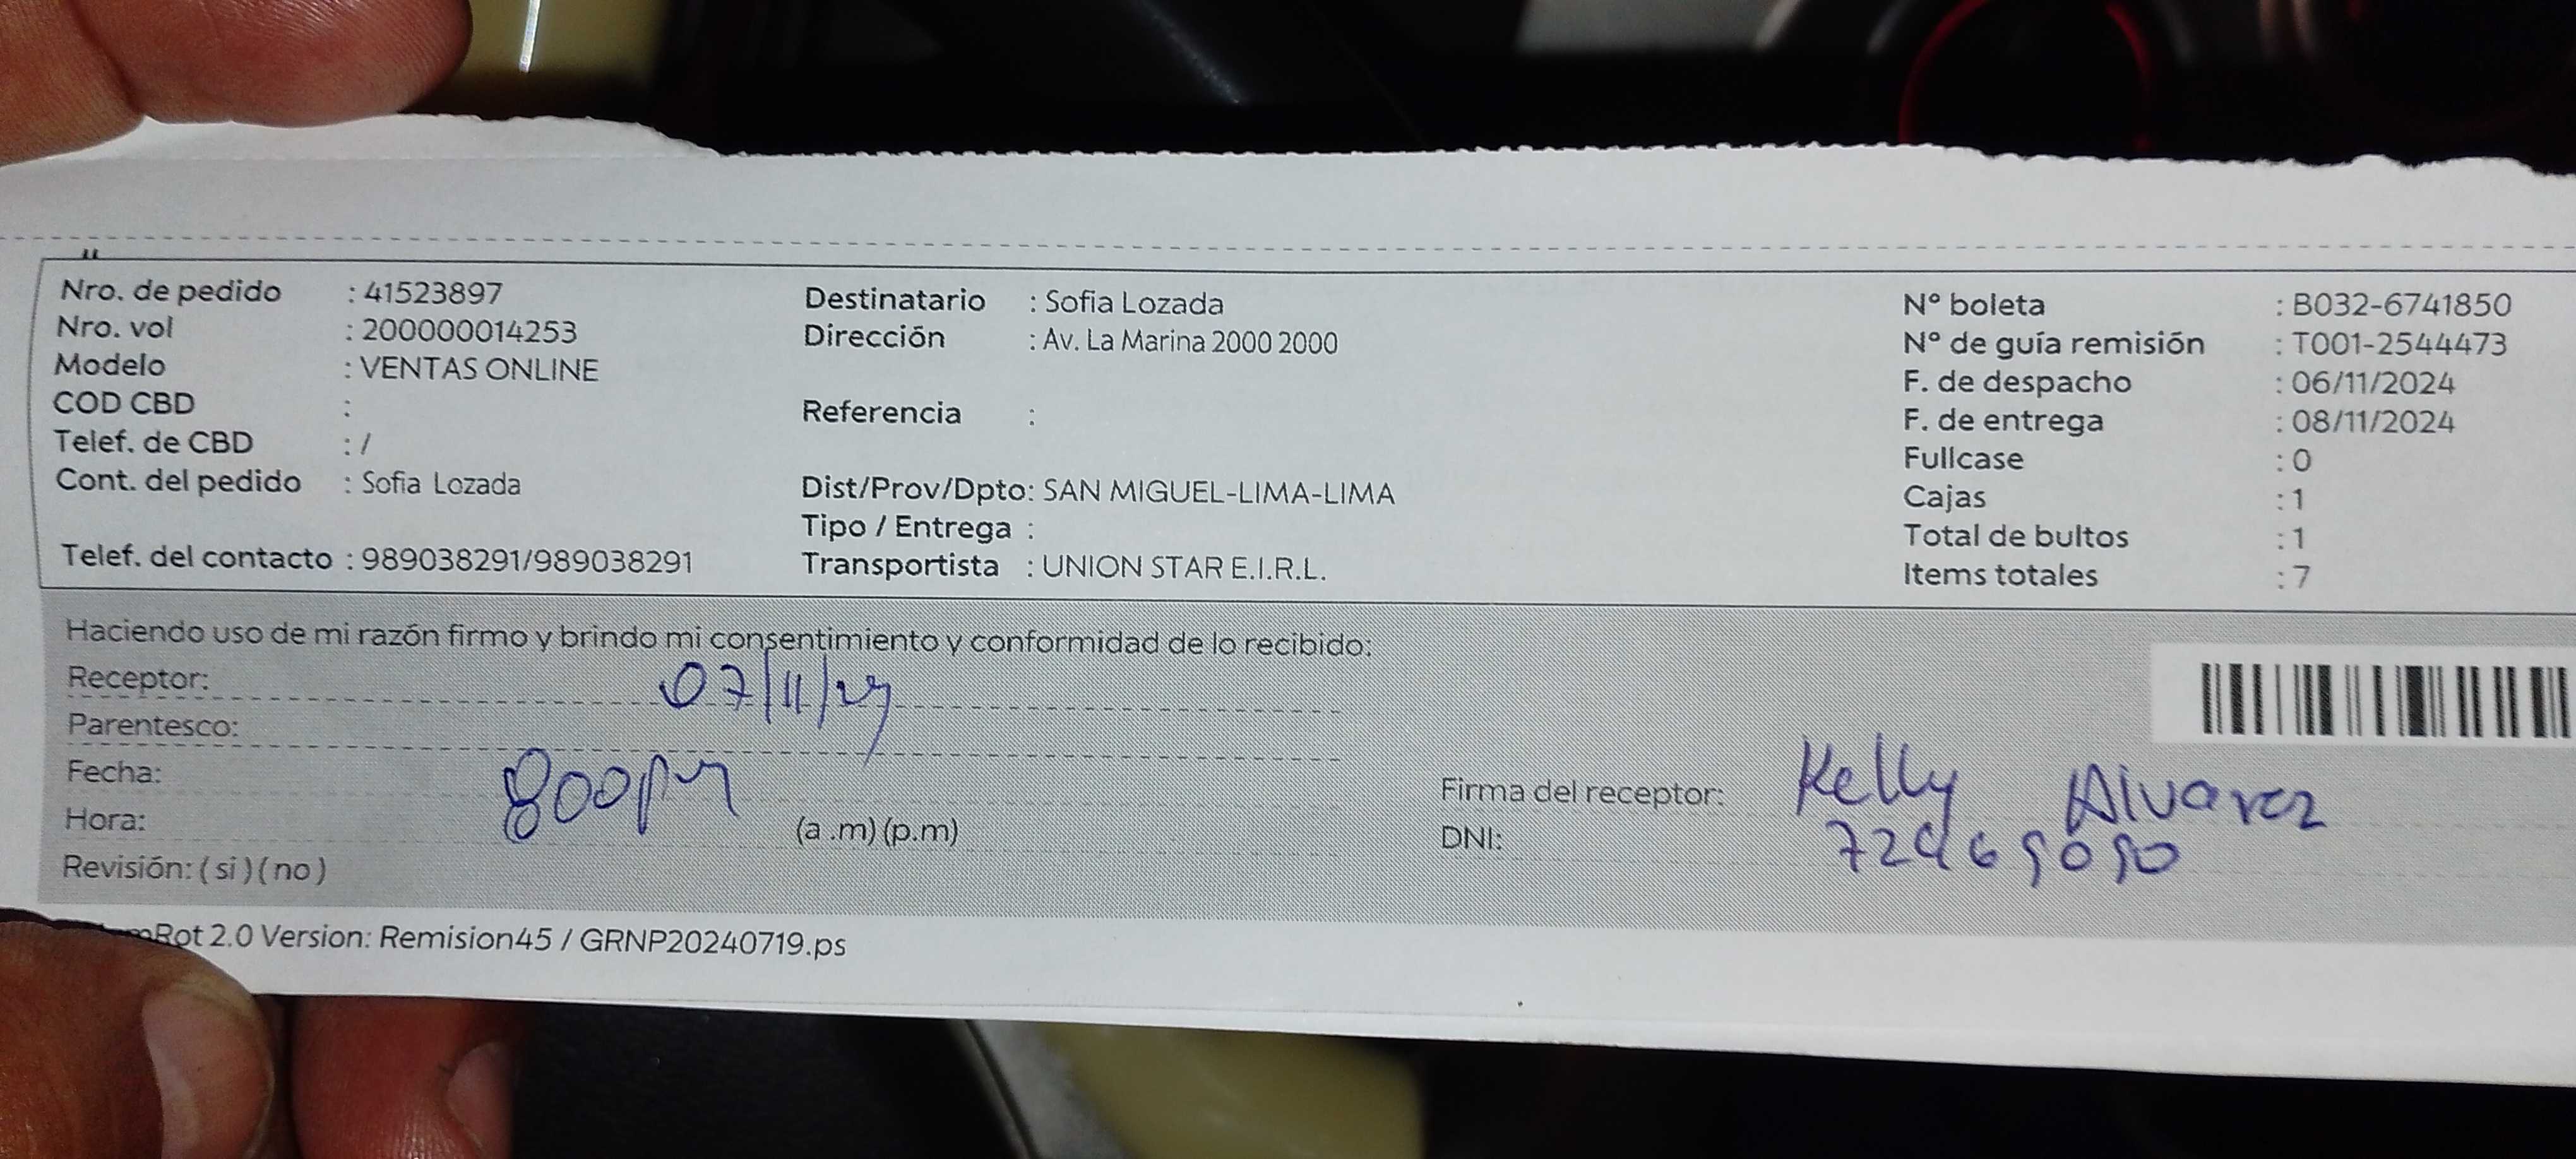 Nro. de pedido : 41523897
Nro. vol : 200000014253
Modelo : VENTAS ONLINE
COD CBD :
Telef. de CBD : /
Cont. del pedido : Sofia Lozada
Telef. del contacto : 989038291/989038291
Destinatario : Sofia Lozada
Dirección : Av. La Marina 2000 2000
Referencia :
Dist/Prov/Dpto: SAN MIGUEL-LIMA-LIMA
Tipo / Entrega :
Transportista : UNION STAR E.I.R.L.
N° boleta : B032-6741850
N° de guía remisión : T001-2544473
F. de despacho : 06/11/2024
F. de entrega : 08/11/2024
Fullcase : 0
Cajas : 1
Total de bultos : 1
Items totales : 7
Haciendo uso de mi razón firmo y brindo mi consentimiento y conformidad de lo recibido:
Receptor: 07/11/24
Parentesco:
Fecha: 800pm
Hora: (a .m) (p.m)
Revisión: ( si ) ( no )
Firma del receptor: Kelly Alvarez
DNI: 72469090
Rot 2.0 Version: Remision45 / GRNP20240719.ps